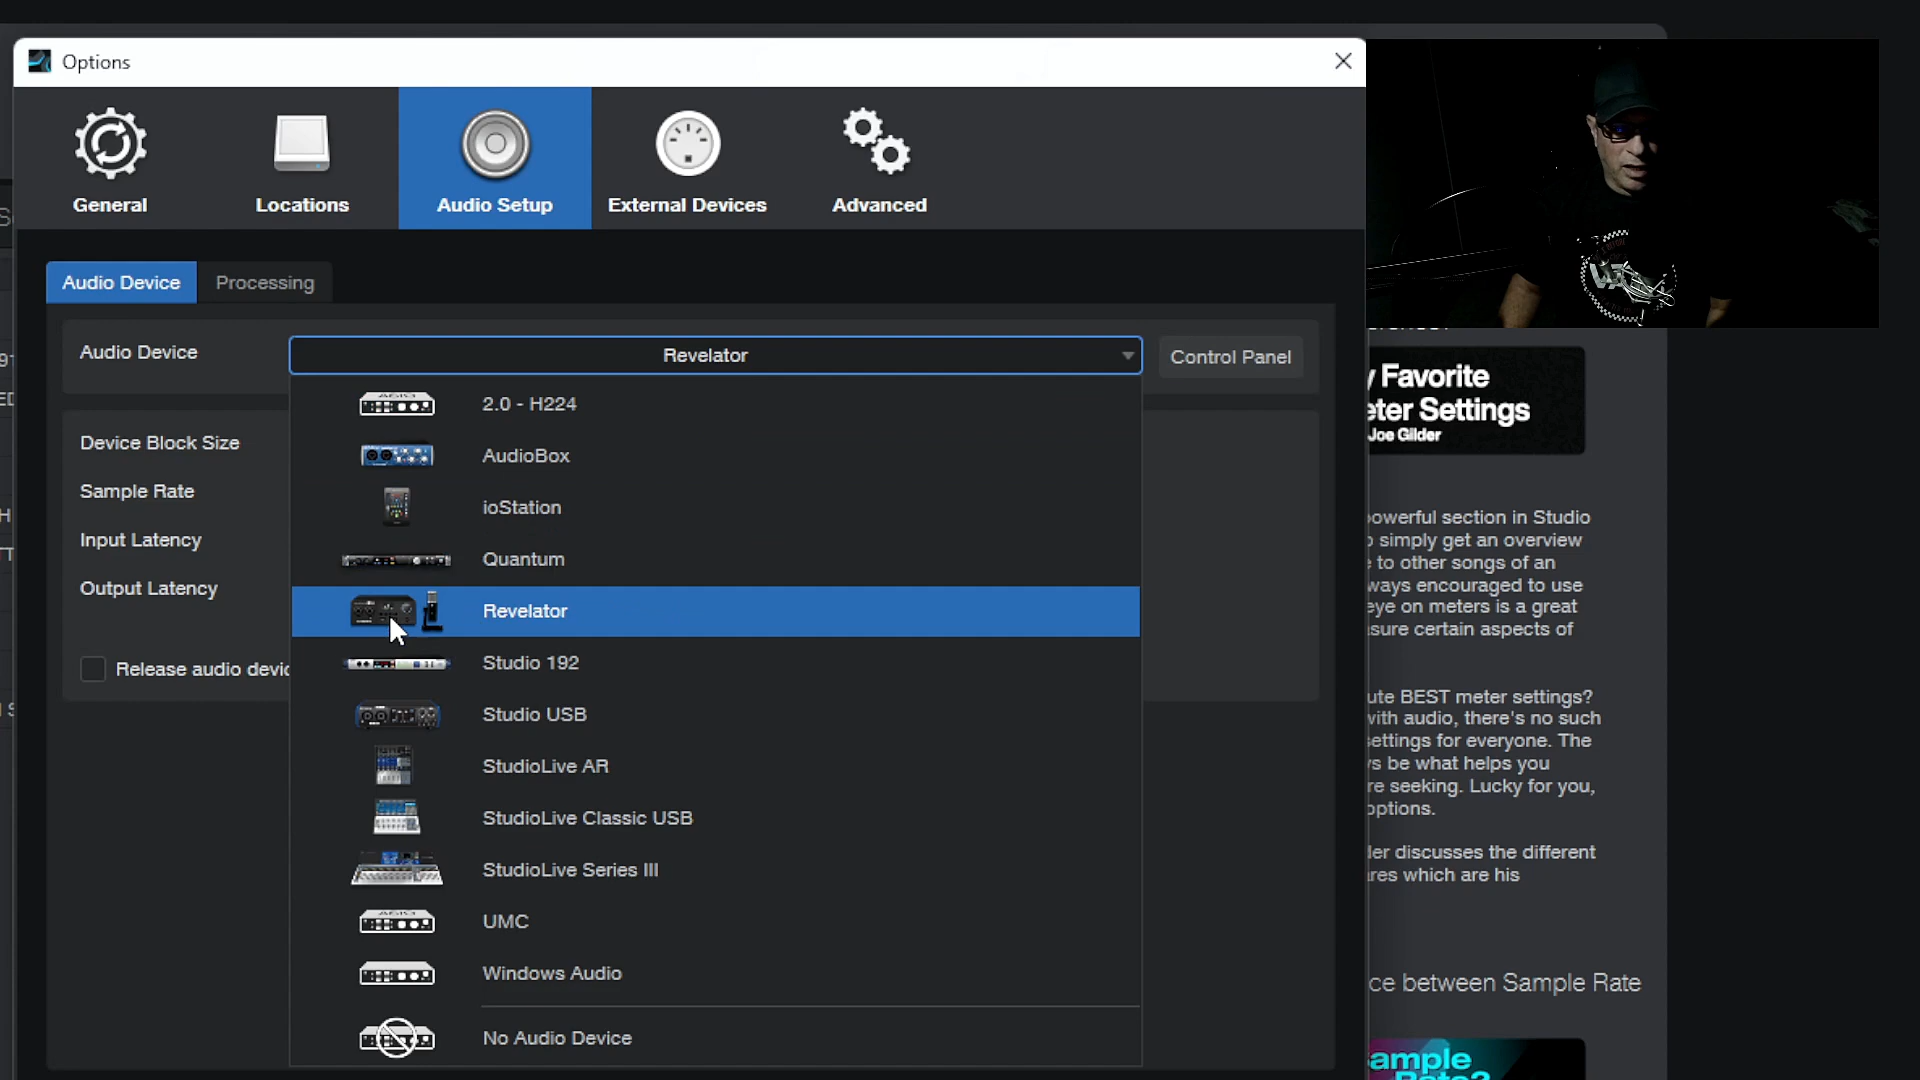 Options
General
Locations
Audio Setup
External Devices
Advanced
Audio Device
Processing
Audio Device
Revelator
Control Panel
2.0 - H224
AudioBox
ioStation
Quantum
Revelator
Studio 192
Studio USB
StudioLive AR
StudioLive Classic USB
StudioLive Series III
UMC
Windows Audio
No Audio Device
Device Block Size
Sample Rate
Input Latency
Output Latency
Release audio devic
y Favorite
eter Settings
Joe Gilder
powerful section in Studio
simply get an overview
to other songs of an
ways encouraged to use
eye on meters is a great
sure certain aspects of
ute BEST meter settings?
with audio, there's no such
settings for everyone. The
s be what helps you
re seeking. Lucky for you,
options.
der discusses the different
res which are his
ce between Sample Rate
ample
Rate?